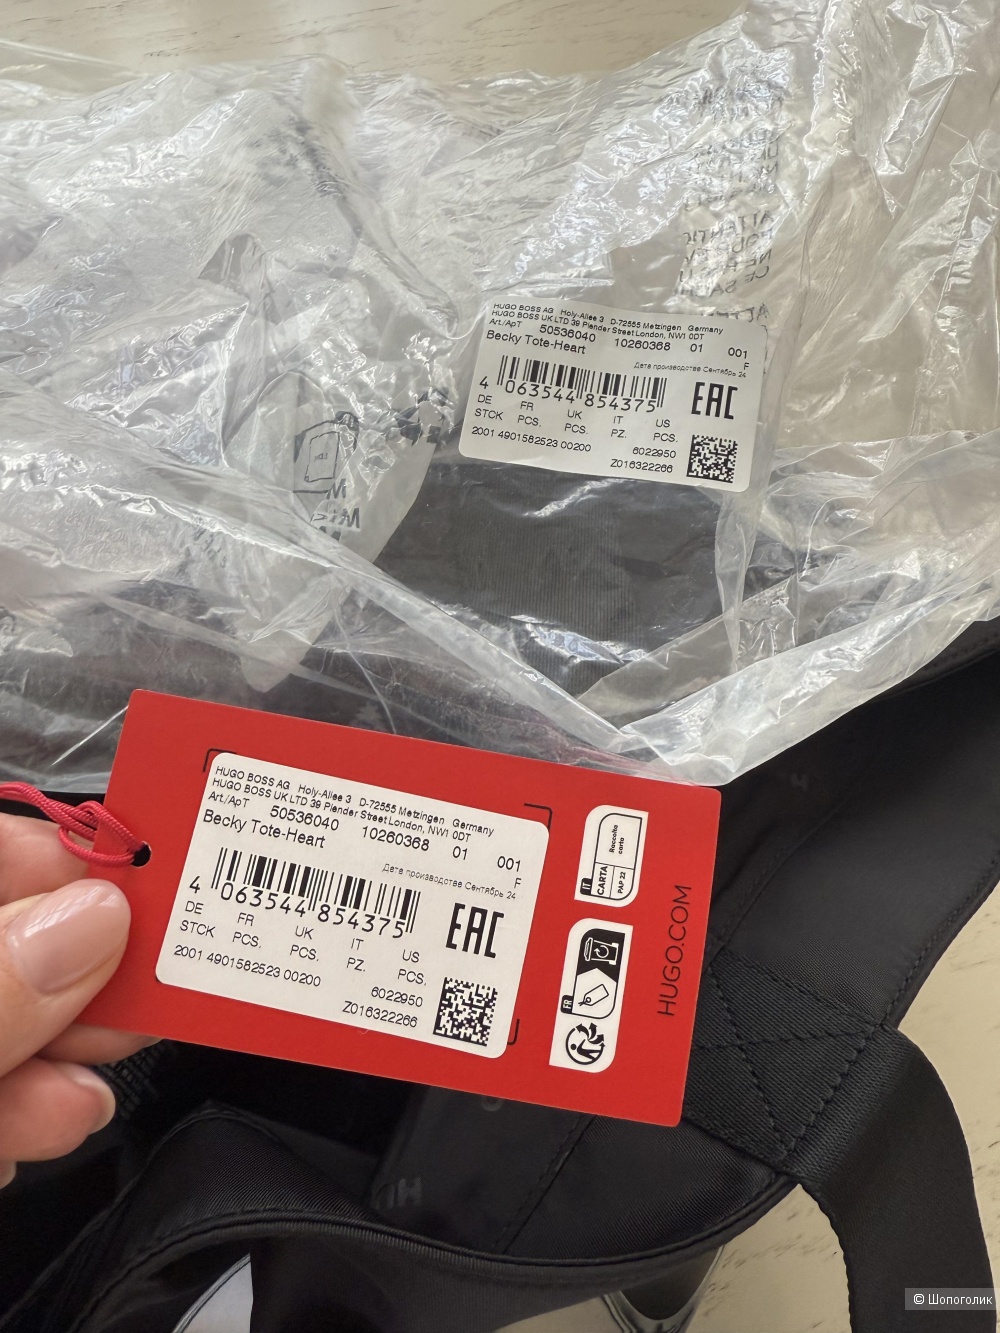 HUGO BOSS AG Holy-Allee 3 D-72555 Metzingen Germany
HUGO BOSS UK LTD 39 Plender Street London, NW1 0DT
Art./ApT 50536040 10260368 01 001
Becky Tote-Heart F
Дата производства Сентябрь 24
4 063544 854375
EAC
DE FR UK IT US
STCK PCS. PCS. PZ. PCS.
2001 4901582523 00200 6022950
Z016322266
HUGO BOSS AG Holy-Allee 3 D-72555 Metzingen Germany
HUGO BOSS UK LTD 39 Plender Street London, NW1 0DT
Art./ApT 50536040 10260368 01 001
Becky Tote-Heart F
Дата производства Сентябрь 24
4 063544 854375
EAC
DE FR UK IT US
STCK PCS. PCS. PZ. PCS.
2001 4901582523 00200 6022950
Z016322266
IT
CARTA
Raccolta
carta
PAP 22
FR
HUGO.COM
© Шопоголик